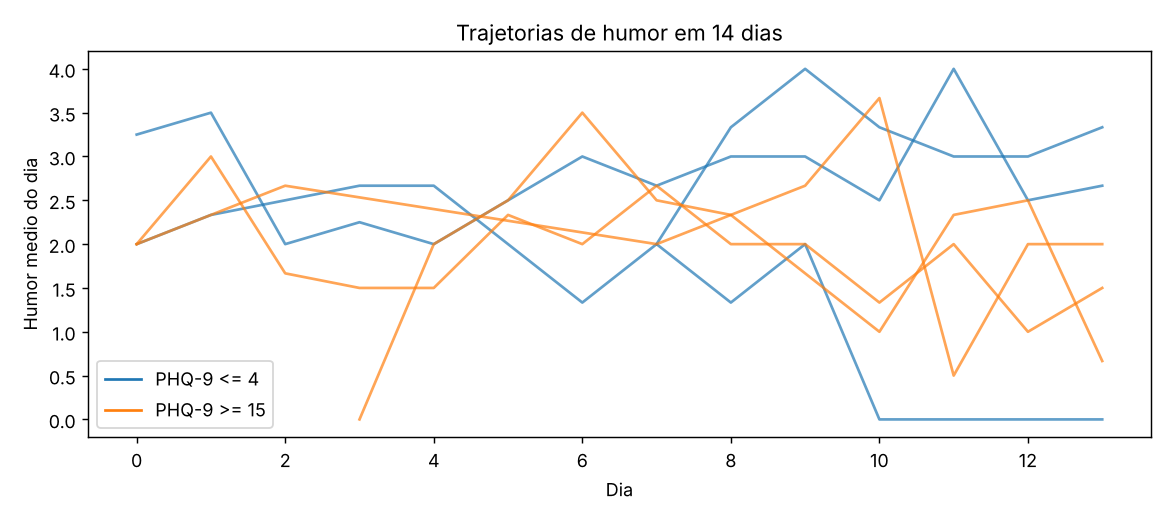 Trajetorias de humor em 14 dias
Humor medio do dia
4.0
3.5
3.0
2.5
2.0
1.5
1.0
0.5
0.0
PHQ-9 <= 4
PHQ-9 >= 15
0 2 4 6 8 10 12
Dia